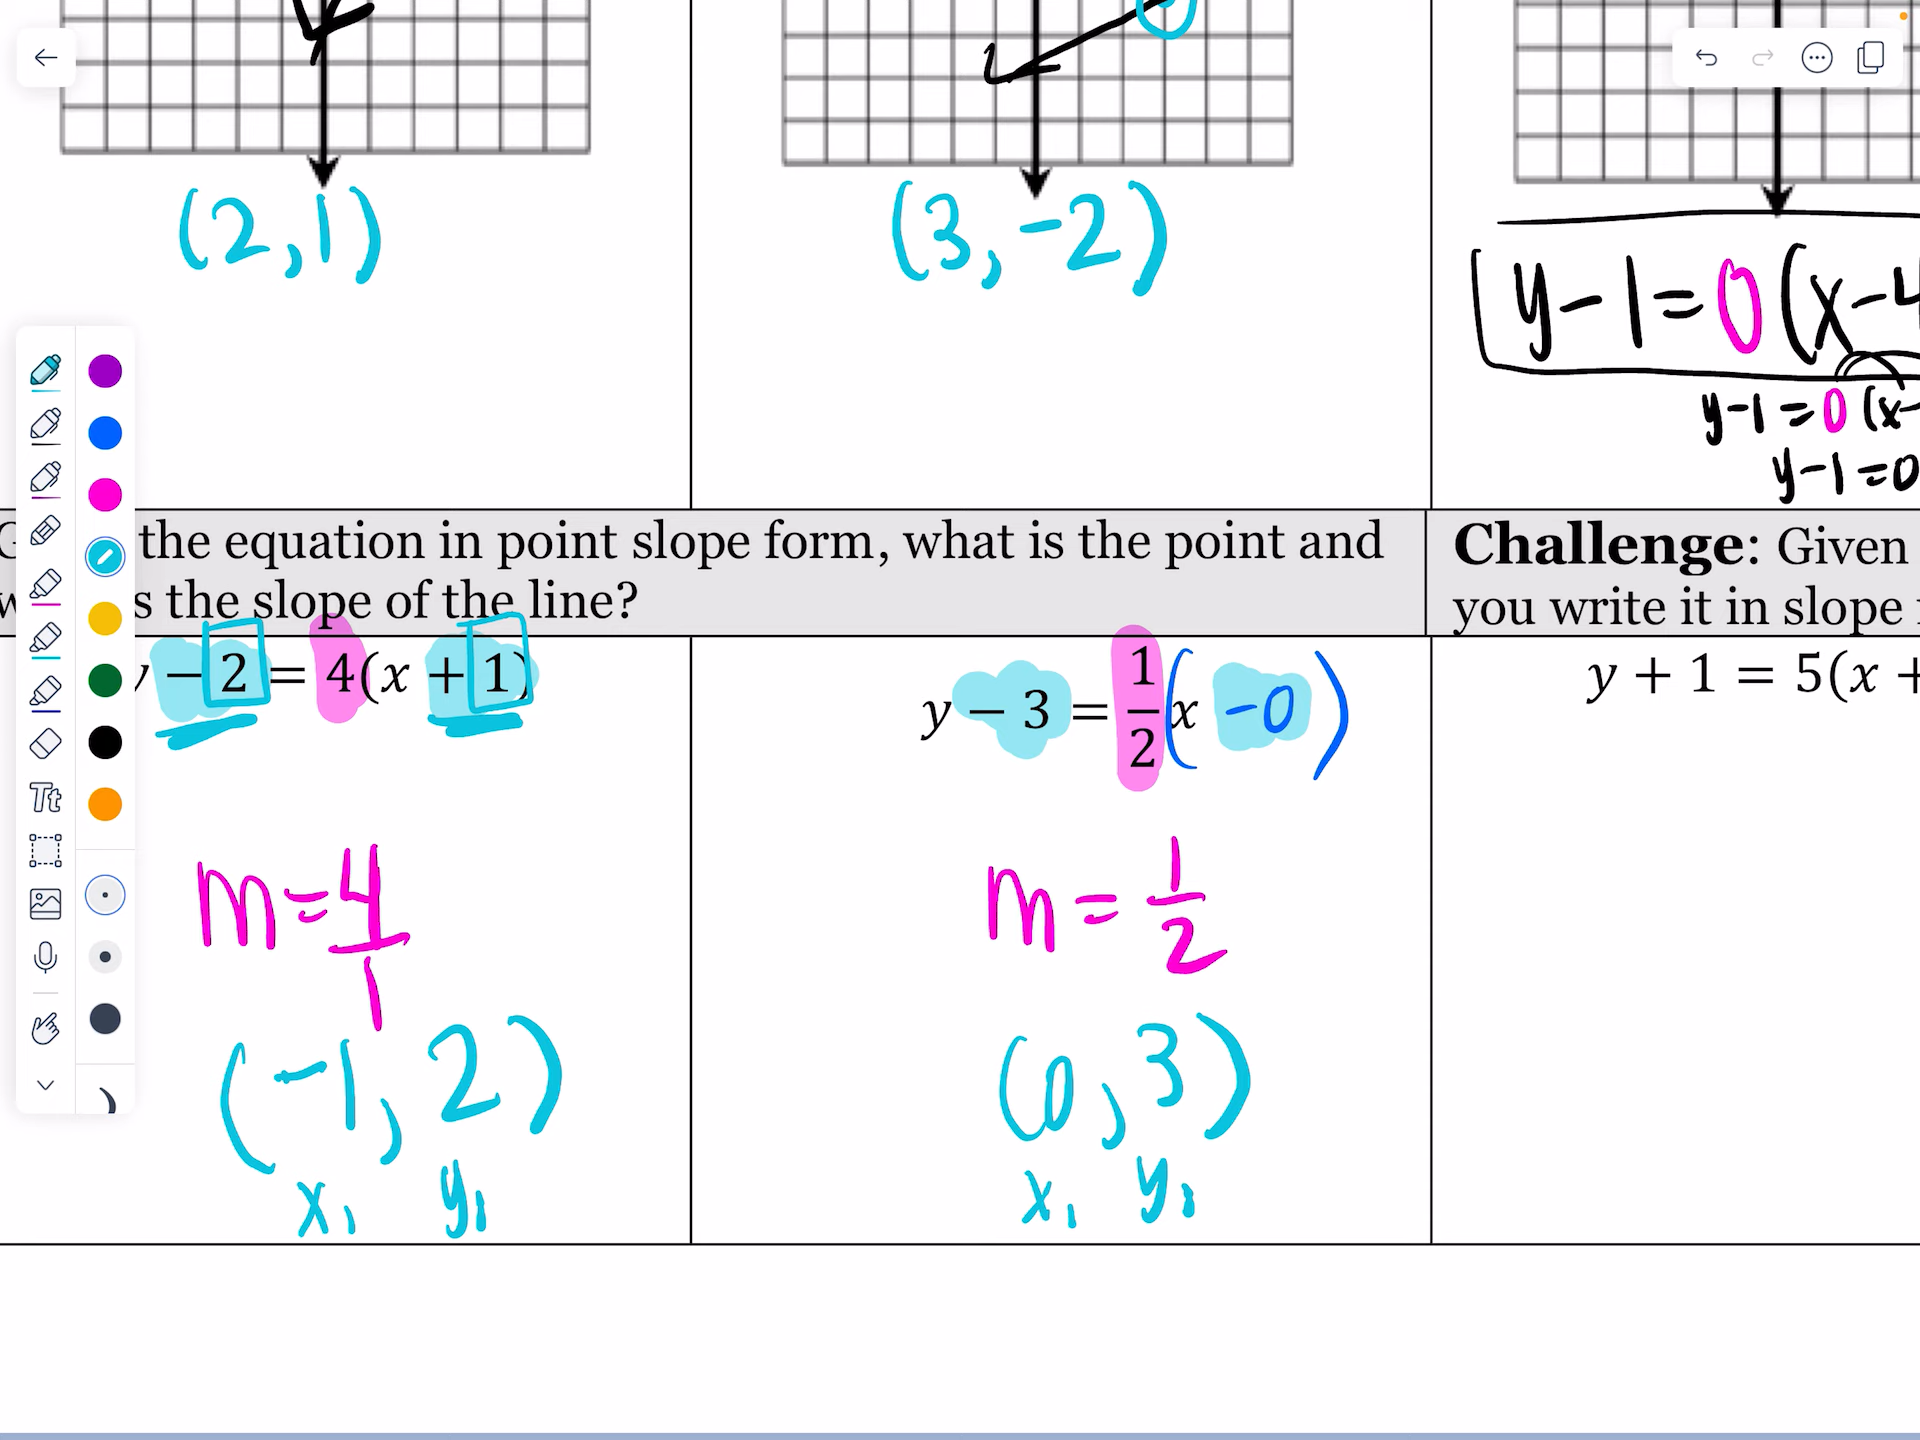 (2,1)
(3,-2)
y-1=0(x-4
y-1=0(x-
y-1=0
the equation in point slope form, what is the point and
s the slope of the line?
Challenge: Given
you write it in slope
y − 2 = 4(x + 1)
y − 3 = 1/2(x -0)
y + 1 = 5(x +
m=4/1
m=1/2
(-1,2)
(0,3)
x₁ y₁
x₁ y₁
Tt